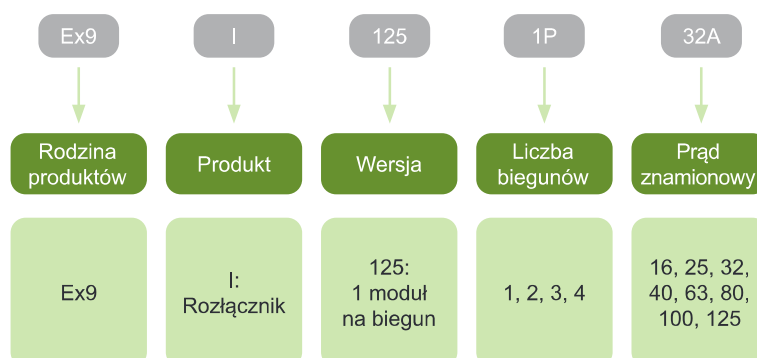 Ex9
I
125
1P
32A
Rodzina
produktów
Produkt
Wersja
Liczba
biegunów
Prąd
znamionowy
Ex9
I:
Rozłącznik
125:
1 moduł
na biegun
1, 2, 3, 4
16, 25, 32,
40, 63, 80,
100, 125